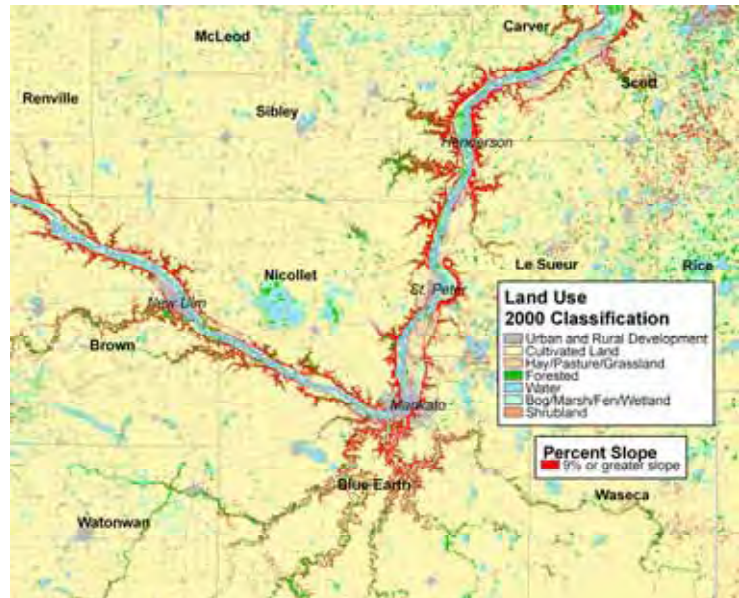 Carver
McLeod
Scott
Renville
Sibley
Henderson
Le Sueur
Rice
Nicollet
St. Peter
New Ulm
Brown
Land Use
2000 Classification
Urban and Rural Development
Cultivated Land
Hay/Pasture/Grassland
Forested
Water
Bog/Marsh/Fen/Wetland
Shrubland
Mankato
Percent Slope
9% or greater slope
Blue Earth
Waseca
Watonwan